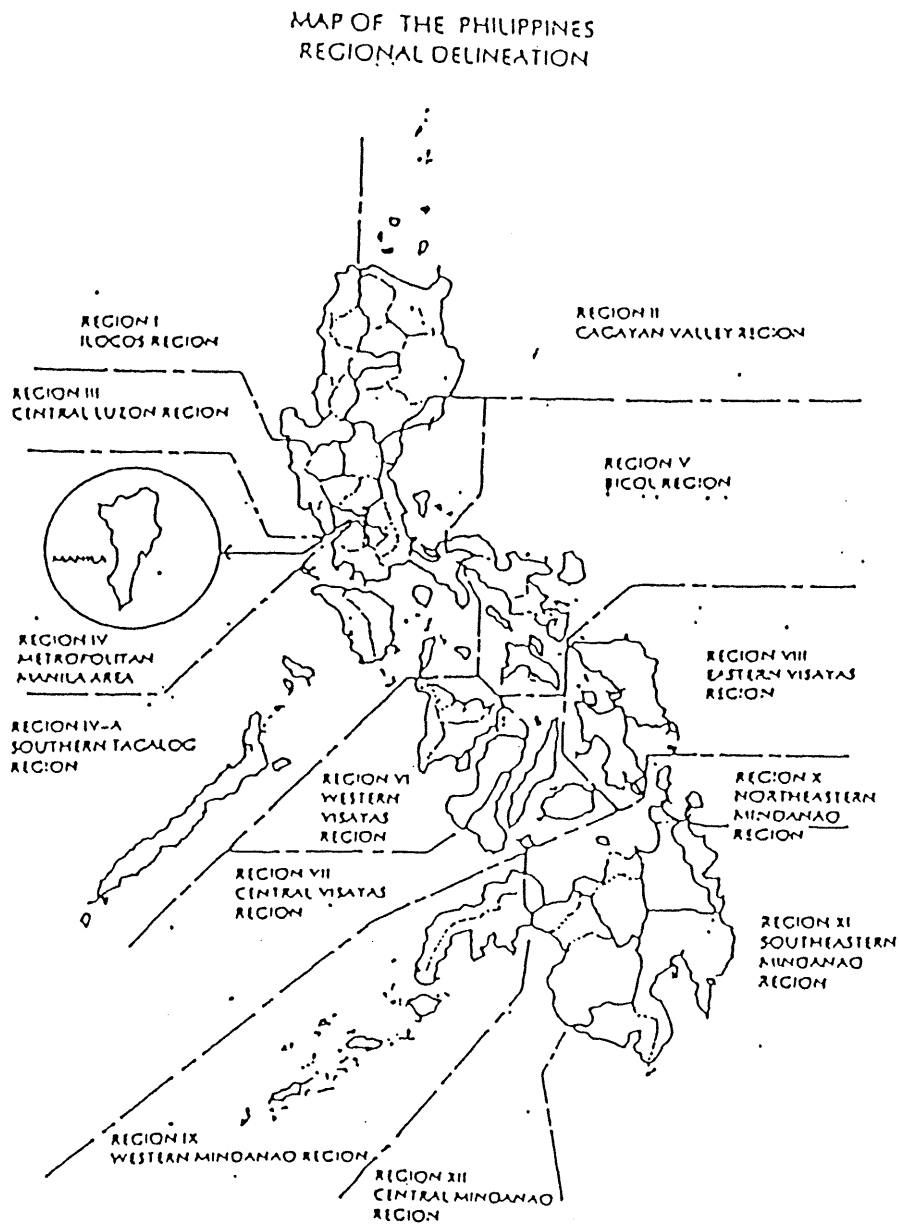 MAP OF THE PHILIPPINES
REGIONAL DELINEATION
REGION I
ILOCOS REGION
REGION II
CAGAYAN VALLEY REGION
REGION III
CENTRAL LUZON REGION
REGION V
BICOL REGION
MANILA
REGION IV
METROPOLITAN
MANILA AREA
REGION VIII
EASTERN VISAYAS
REGION
REGION IV-A
SOUTHERN TAGALOG
REGION
REGION VI
WESTERN
VISAYAS
REGION
REGION X
NORTHEASTERN
MINDANAO
REGION
REGION VII
CENTRAL VISAYAS
REGION
REGION XI
SOUTHEASTERN
MINDANAO
REGION
REGION IX
WESTERN MINDANAO REGION
REGION XII
CENTRAL MINDANAO
REGION